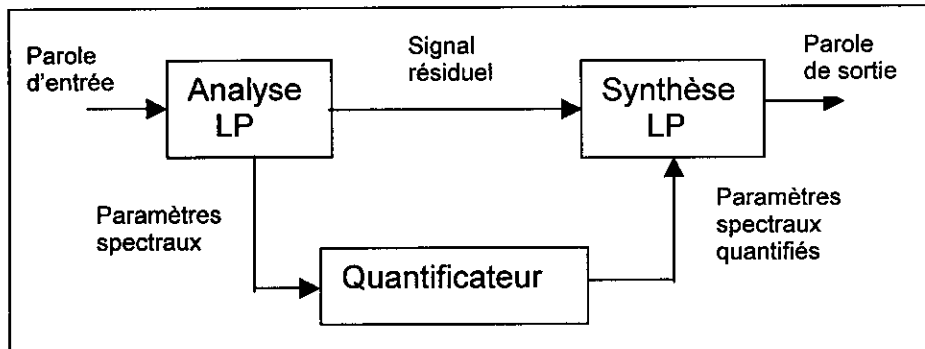 Parole
d'entrée
Analyse
LP
Signal
résiduel
Synthèse
LP
Parole
de sortie
Paramètres
spectraux
Quantificateur
Paramètres
spectraux
quantifiés